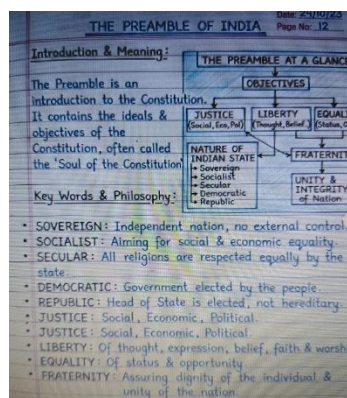 Date: 24/10/23
THE PREAMBLE OF INDIA
Page No: 12
Introduction & Meaning:
The Preamble is an
introduction to the Constitution.
It contains the ideals &
objectives of the
Constitution, often called
the 'Soul of the Constitution
THE PREAMBLE AT A GLANC
OBJECTIVES
JUSTICE
(Social, Eco, Pol)
LIBERTY
(Thought, Belief)
EQUAL
(Status, O
NATURE OF
INDIAN STATE
→ Sovereign
→ Socialist
→ Secular
→ Democratic
→ Republic
FRATERNIT
UNITY &
INTEGRITY
of Nation
Key Words & Philosophy:
• SOVEREIGN: Independent nation, no external control.
• SOCIALIST: Aiming for social & economic equality.
• SECULAR: All religions are respected equally by the
state.
• DEMOCRATIC: Government elected by the people.
• REPUBLIC: Head of State is elected, not hereditary.
• JUSTICE: Social, Economic, Political.
• JUSTICE: Social, Economic, Political.
• LIBERTY: Of thought, expression, belief, faith & worsh
• EQUALITY: Of status & opportunity
• FRATERNITY: Assuring dignity of the individual &
unity of the nation.